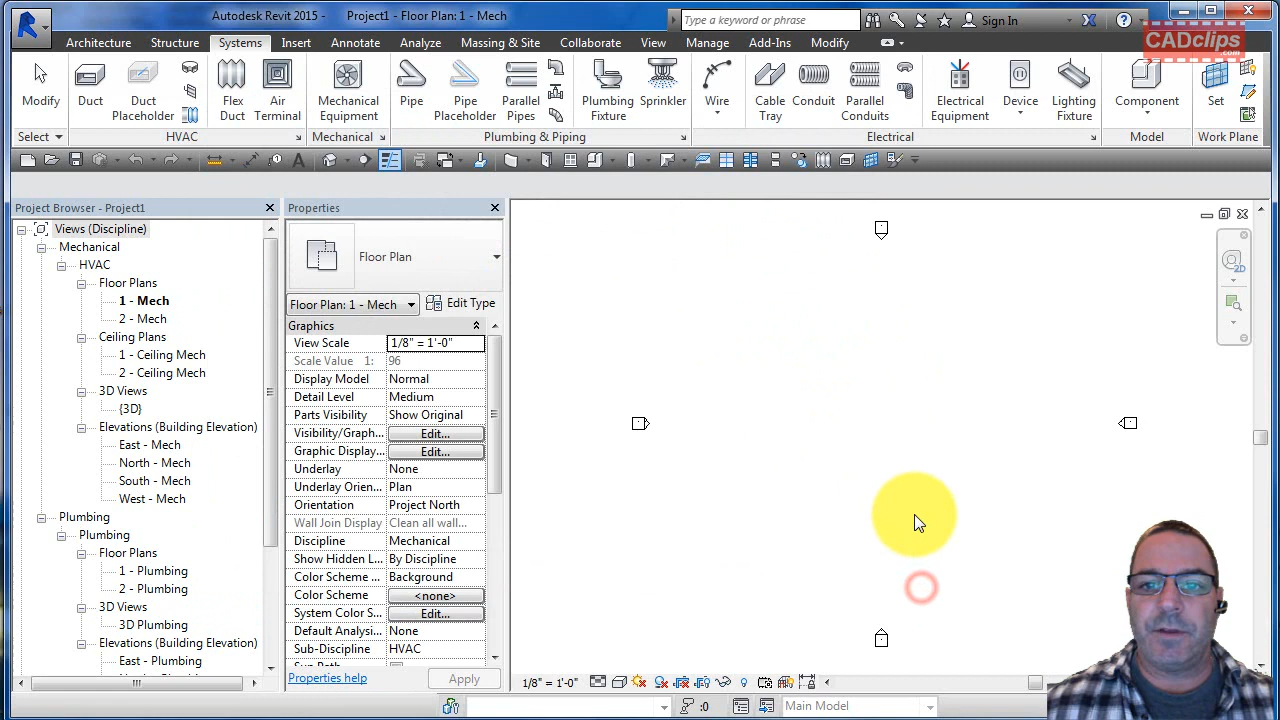 Autodesk Revit 2015 - Project1 - Floor Plan: 1 - Mech
Type a keyword or phrase
Sign In
CADclips
.com
Architecture Structure Systems Insert Annotate Analyze Massing & Site Collaborate View Manage Add-Ins Modify
Modify
Duct
Duct Placeholder
Flex Duct
Air Terminal
Mechanical Equipment
Pipe
Pipe Placeholder
Parallel Pipes
Plumbing Fixture
Sprinkler
Wire
Cable Tray
Conduit
Parallel Conduits
Electrical Equipment
Device
Lighting Fixture
Component
Set
Select HVAC Mechanical Plumbing & Piping Electrical Model Work Plane
Project Browser - Project1
Views (Discipline)
Mechanical
HVAC
Floor Plans
1 - Mech
2 - Mech
Ceiling Plans
1 - Ceiling Mech
2 - Ceiling Mech
3D Views
{3D}
Elevations (Building Elevation)
East - Mech
North - Mech
South - Mech
West - Mech
Plumbing
Plumbing
Floor Plans
1 - Plumbing
2 - Plumbing
3D Views
3D Plumbing
Elevations (Building Elevation)
East - Plumbing
Properties
Floor Plan
Floor Plan: 1 - Mech Edit Type
Graphics
View Scale 1/8" = 1'-0"
Scale Value 1: 96
Display Model Normal
Detail Level Medium
Parts Visibility Show Original
Visibility/Graph... Edit...
Graphic Display... Edit...
Underlay None
Underlay Orien... Plan
Orientation Project North
Wall Join Display Clean all wall...
Discipline Mechanical
Show Hidden L... By Discipline
Color Scheme ... Background
Color Scheme <none>
System Color S... Edit...
Default Analysi... None
Sub-Discipline HVAC
Properties help Apply
2D
1/8" = 1'-0"
:0
Main Model